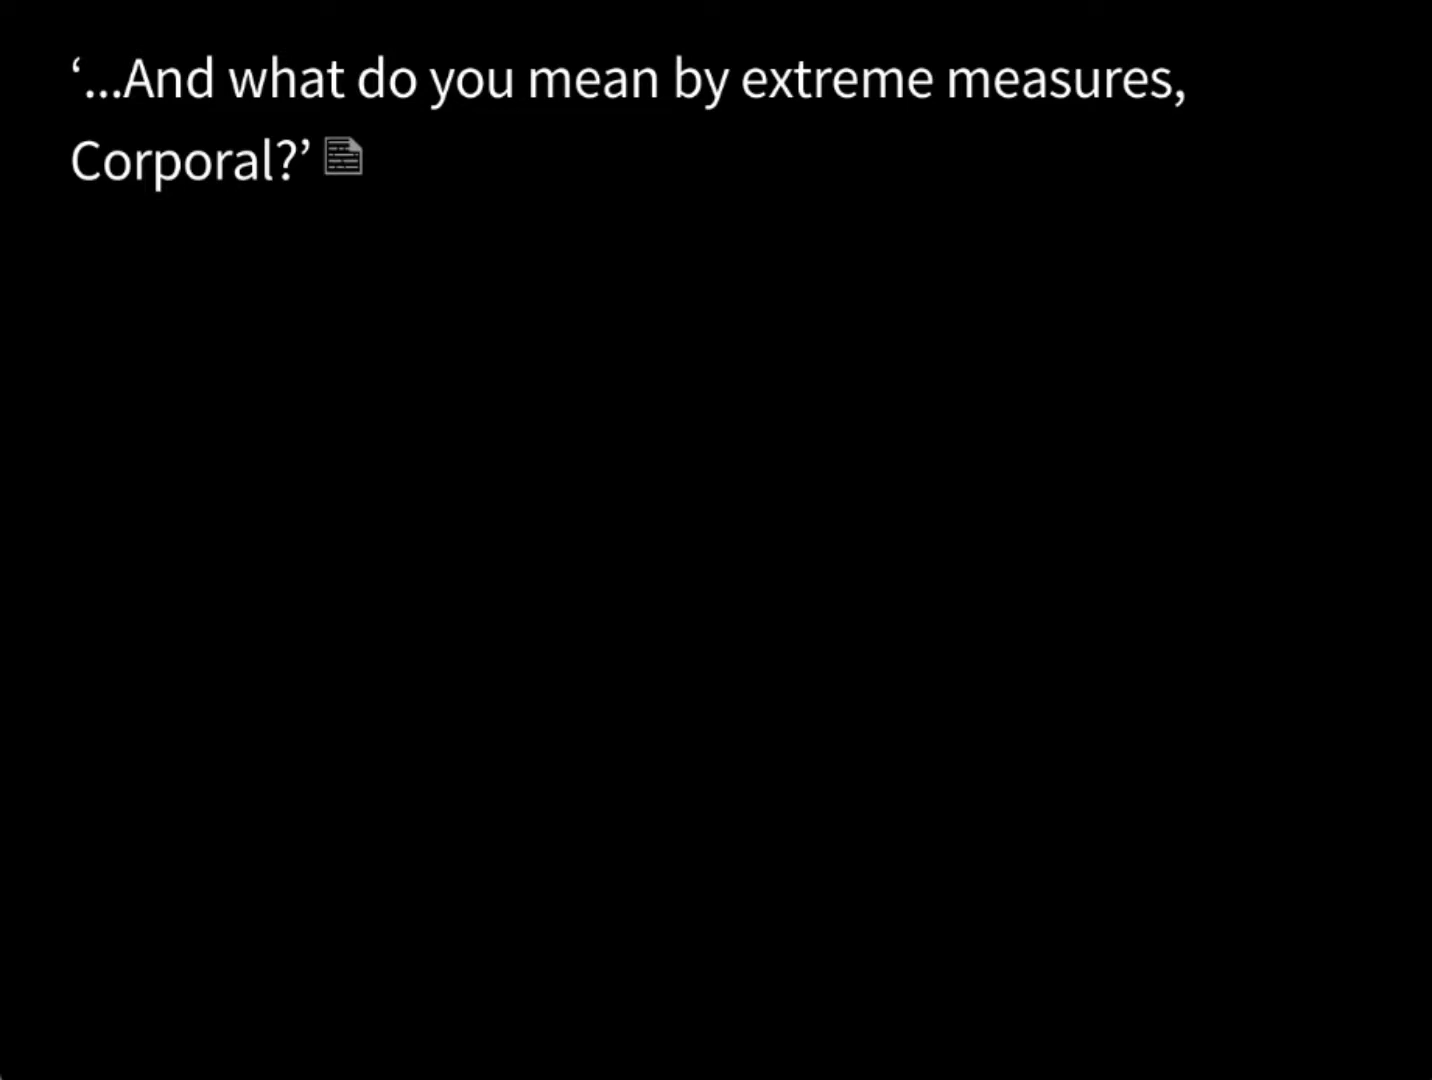 ‘...And what do you mean by extreme measures,
Corporal?’